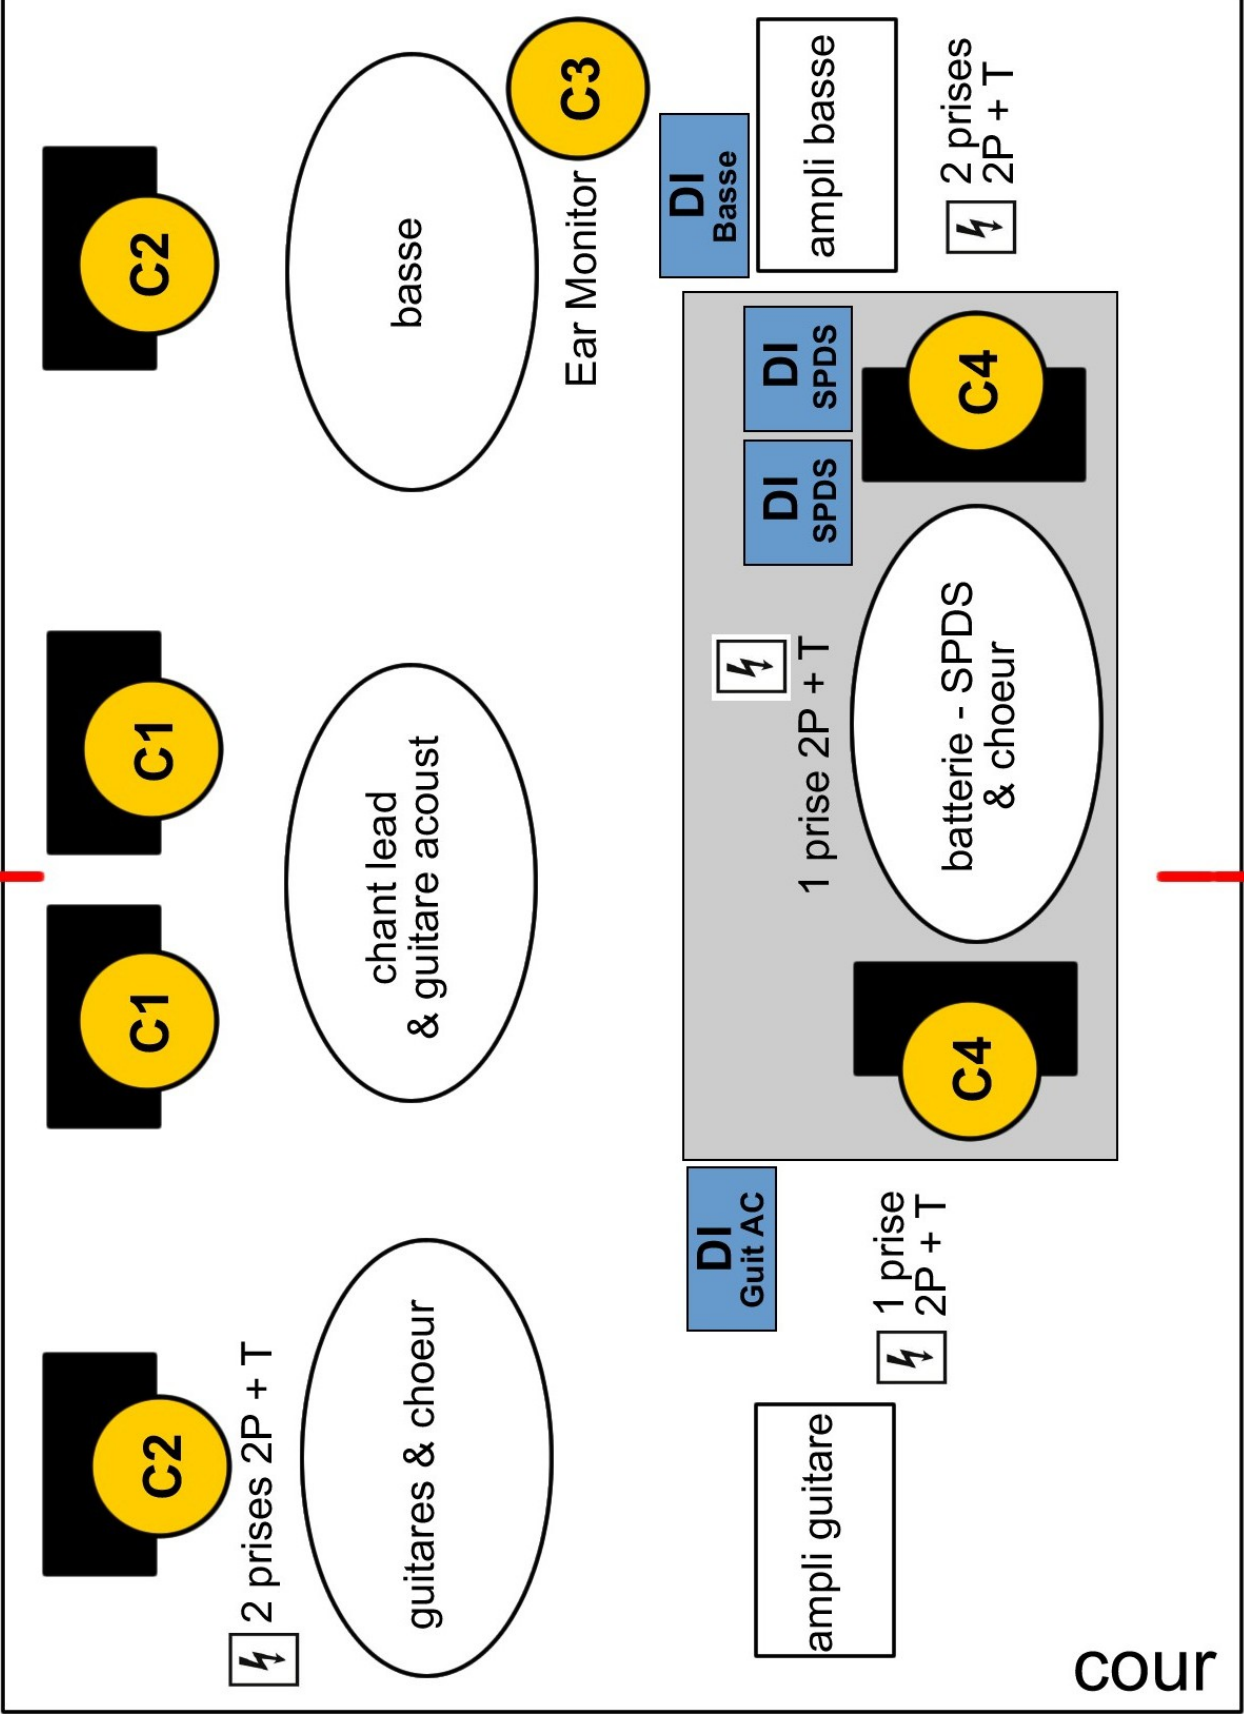 C2
C1
C1
C2
2 prises 2P + T
guitares & choeur
chant lead
& guitare acoust
basse
C3
Ear Monitor
DI
Guit AC
DI
SPDS
DI
SPDS
DI
Basse
1 prise 2P + T
C4
batterie - SPDS
& choeur
C4
ampli guitare
1 prise
2P + T
ampli basse
2 prises
2P + T
cour